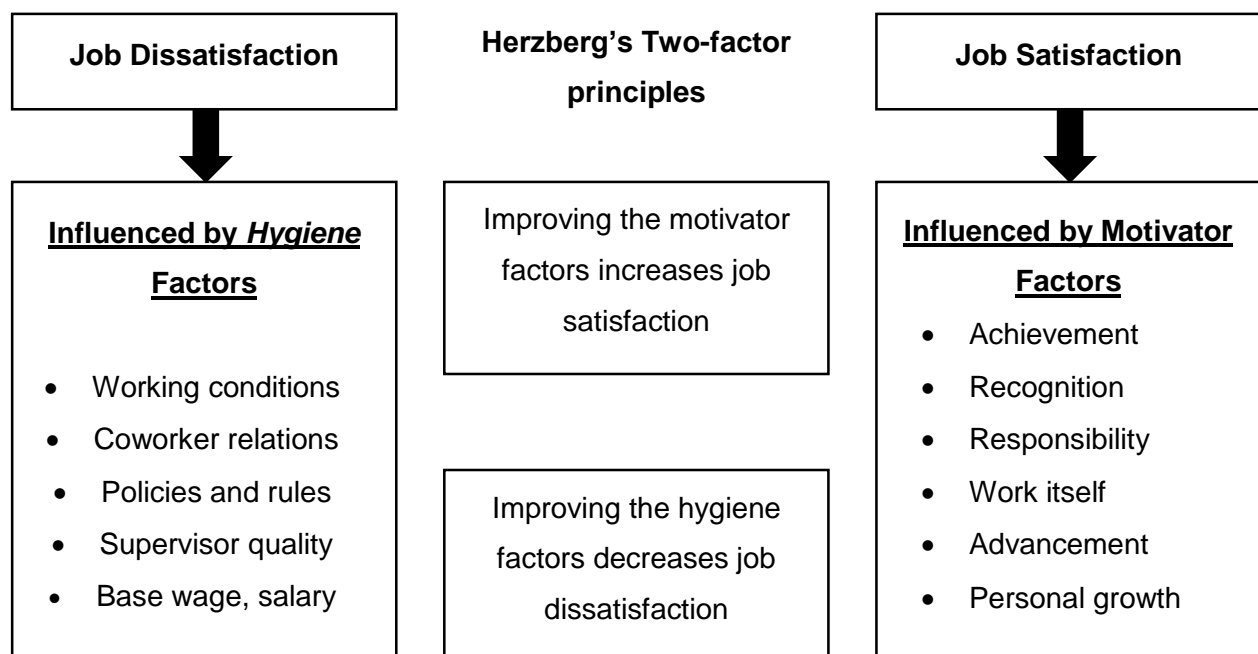 Job Dissatisfaction
Herzberg's Two-factor
principles
Job Satisfaction
Influenced by Hygiene
Factors
• Working conditions
• Coworker relations
• Policies and rules
• Supervisor quality
• Base wage, salary
Improving the motivator
factors increases job
satisfaction
Improving the hygiene
factors decreases job
dissatisfaction
Influenced by Motivator
Factors
• Achievement
• Recognition
• Responsibility
• Work itself
• Advancement
• Personal growth